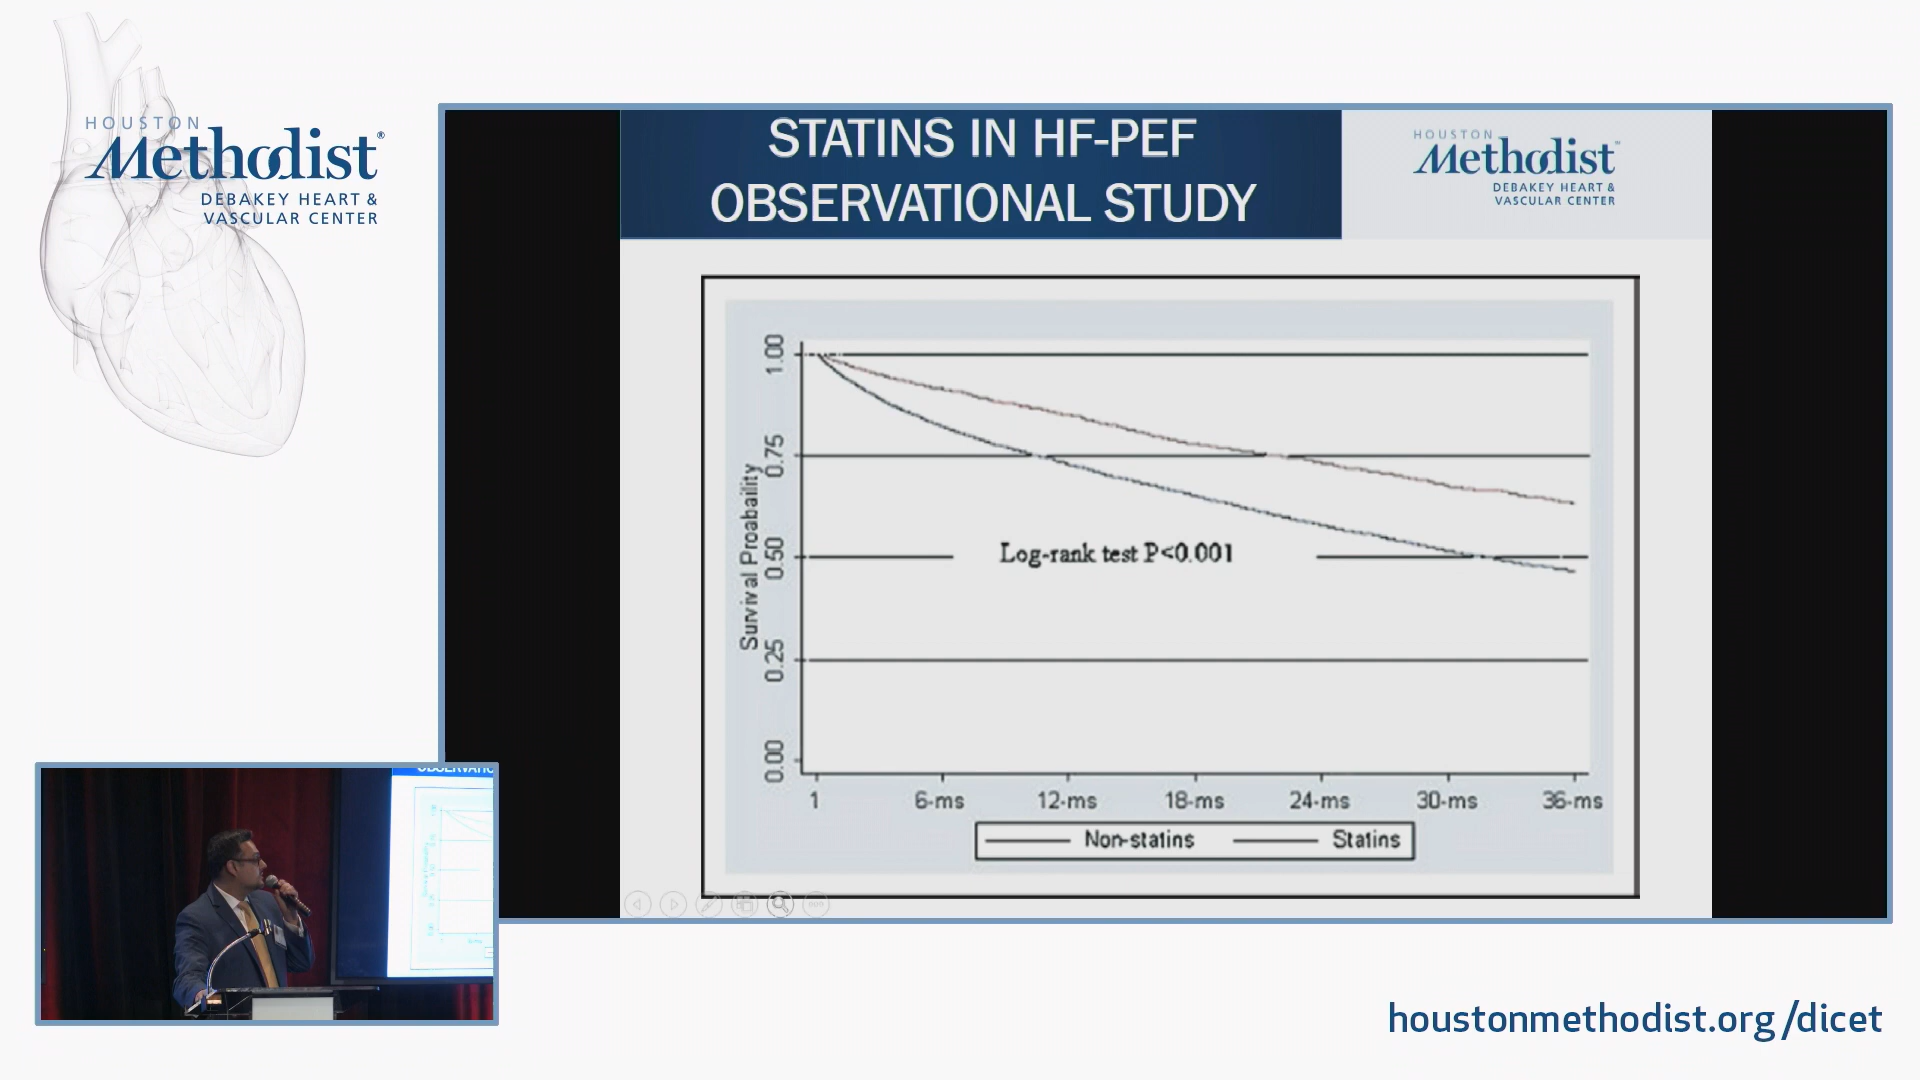 HOUSTON
Methodist®
DEBAKEY HEART &
VASCULAR CENTER
STATINS IN HF-PEF
OBSERVATIONAL STUDY
HOUSTON
Methodist
DEBAKEY HEART &
VASCULAR CENTER
Survival Proabaility
1.00
0.75
0.50
0.25
0.00
Log-rank test P<0.001
1 6-ms 12-ms 18-ms 24-ms 30-ms 36-ms
Non-statins Statins
houstonmethodist.org/dicet